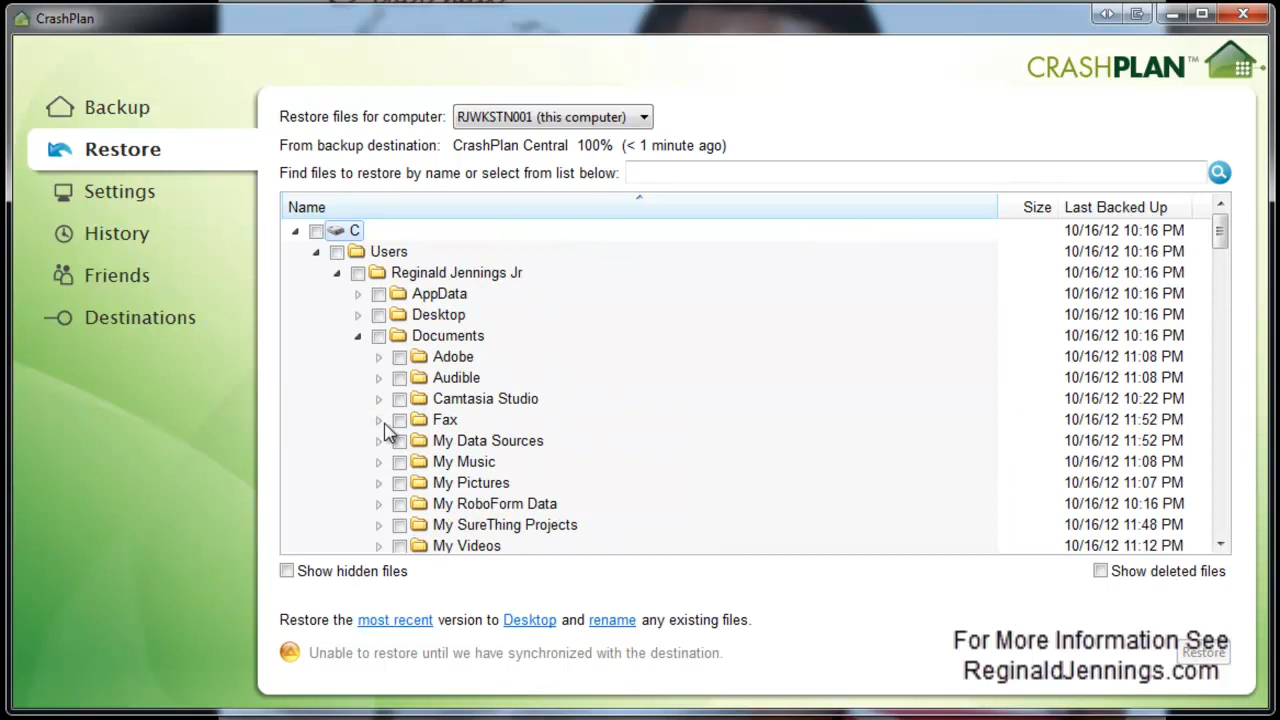 CrashPlan
CRASHPLAN™
Backup
Restore
Settings
History
Friends
Destinations
Restore files for computer: RJWKSTN001 (this computer)
From backup destination: CrashPlan Central 100% (< 1 minute ago)
Find files to restore by name or select from list below:
Name Size Last Backed Up
C 10/16/12 10:16 PM
Users 10/16/12 10:16 PM
Reginald Jennings Jr 10/16/12 10:16 PM
AppData 10/16/12 10:16 PM
Desktop 10/16/12 10:16 PM
Documents 10/16/12 10:16 PM
Adobe 10/16/12 11:08 PM
Audible 10/16/12 11:08 PM
Camtasia Studio 10/16/12 10:22 PM
Fax 10/16/12 11:52 PM
My Data Sources 10/16/12 11:52 PM
My Music 10/16/12 11:08 PM
My Pictures 10/16/12 11:07 PM
My RoboForm Data 10/16/12 10:16 PM
My SureThing Projects 10/16/12 11:48 PM
My Videos 10/16/12 11:12 PM
Show hidden files Show deleted files
Restore the most recent version to Desktop and rename any existing files.
Unable to restore until we have synchronized with the destination.
Restore
For More Information See
ReginaldJennings.com